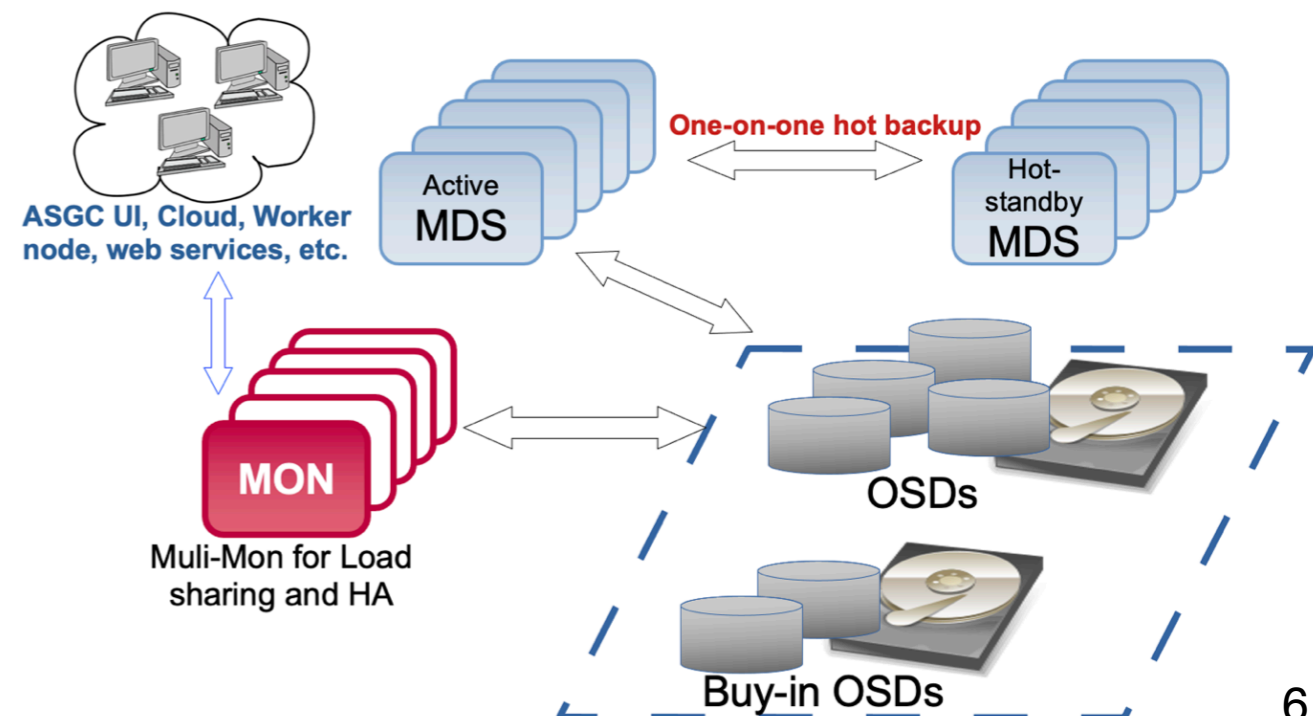 One-on-one hot backup
Active
MDS
Hot-
standby
MDS
ASGC UI, Cloud, Worker
node, web services, etc.
MON
Muli-Mon for Load
sharing and HA
OSDs
Buy-in OSDs
6